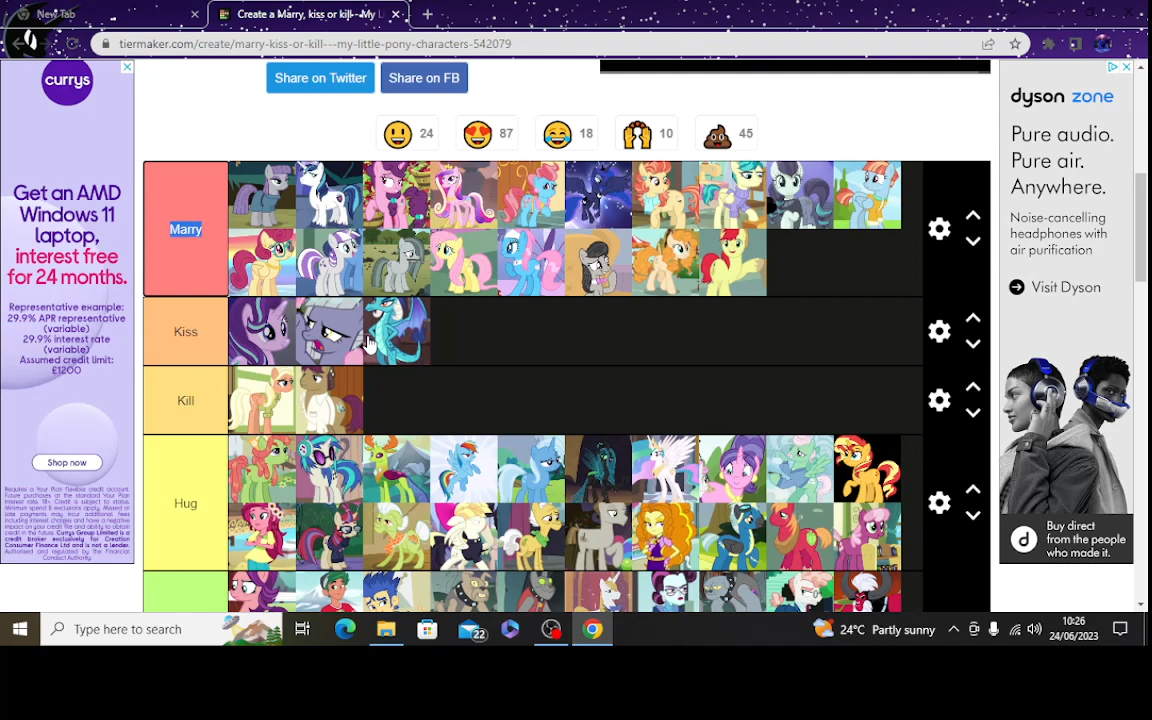 New Tab
Create a Marry, kiss or kill--My L
tiermaker.com/create/marry-kiss-or-kill---my-little-pony-characters-542079
currys
Get an AMD
Windows 11
laptop,
interest free
for 24 months.
Representative example:
29.9% APR representative
(variable)
29.9% interest rate
(variable)
Assumed credit limit:
£1200
Shop now
Share on Twitter
Share on FB
24
87
18
10
45
Marry
Kiss
Kill
Hug
dyson zone
Pure audio.
Pure air.
Anywhere.
Noise-cancelling
headphones with
air purification
Visit Dyson
Buy direct
from the people
who made it.
Type here to search
22
24°C Partly sunny
10:26
24/06/2023